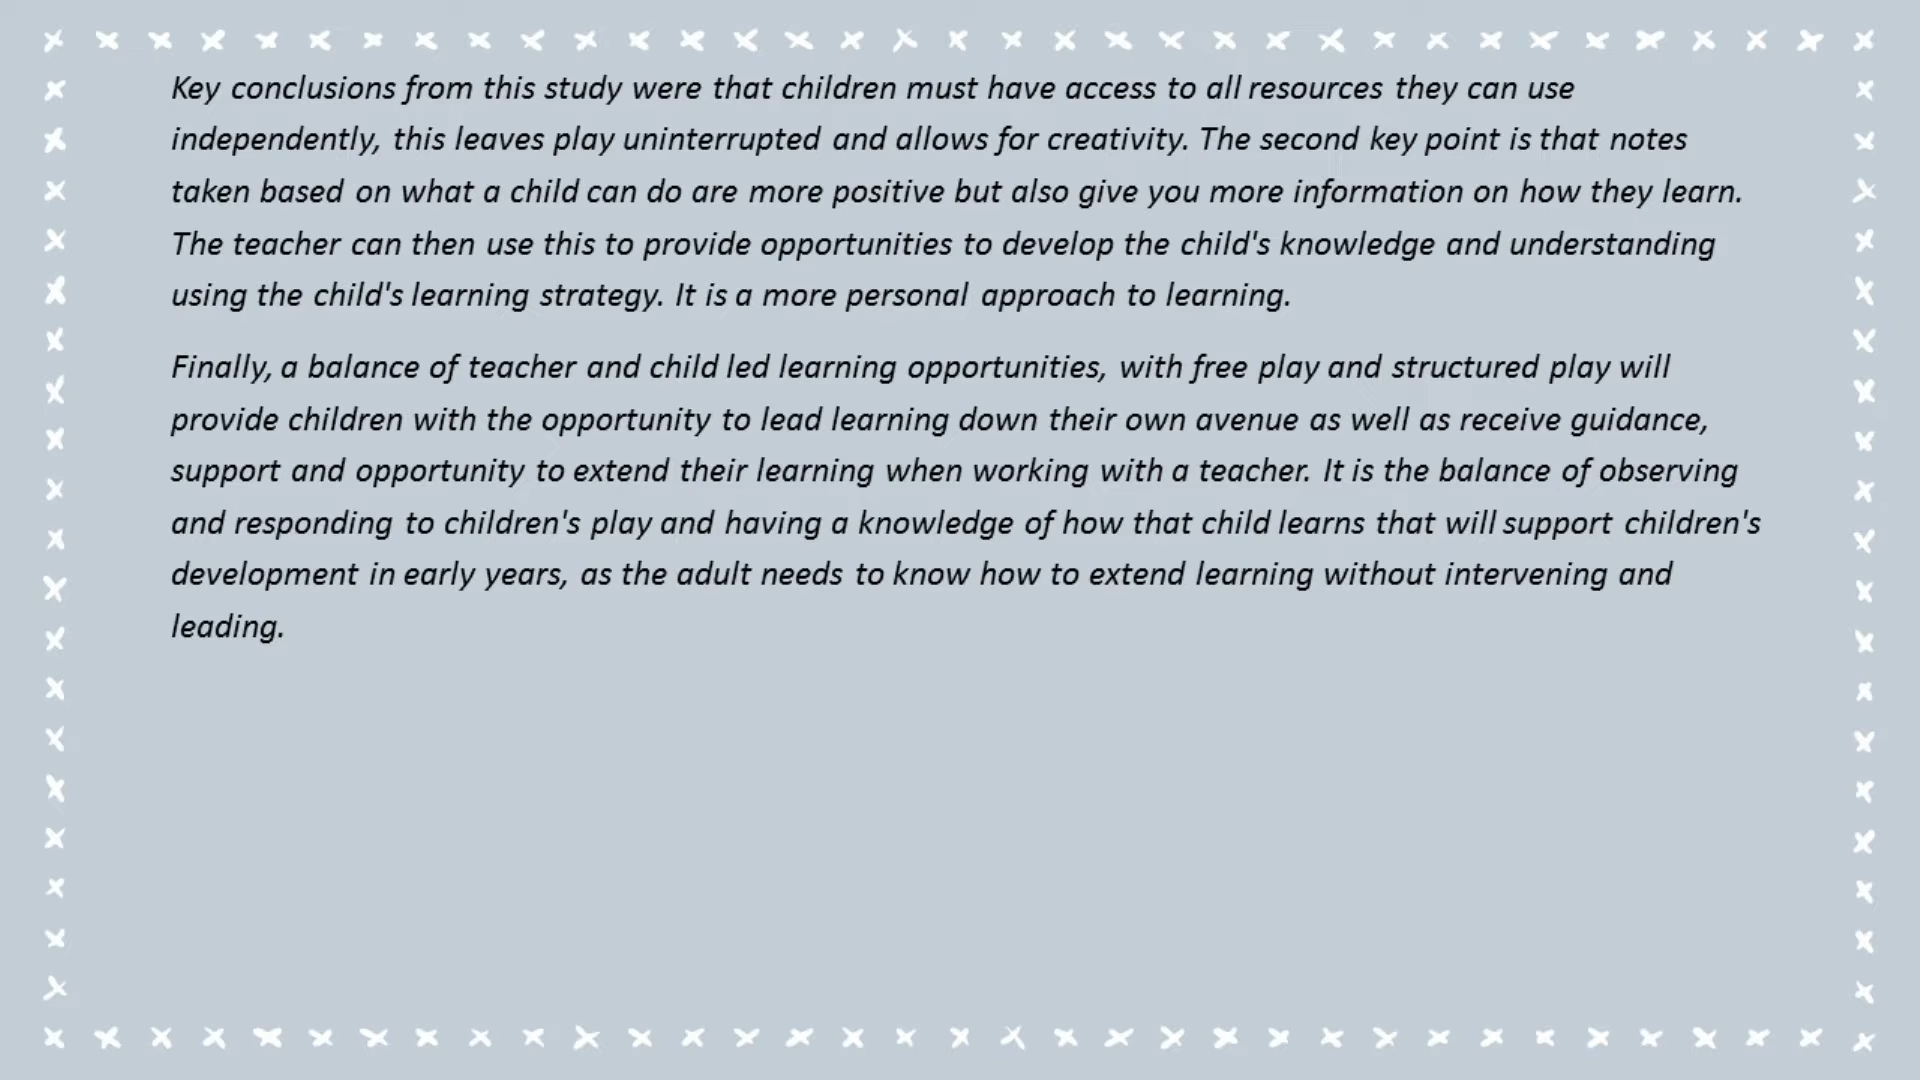 Key conclusions from this study were that children must have access to all resources they can use
independently, this leaves play uninterrupted and allows for creativity. The second key point is that notes
taken based on what a child can do are more positive but also give you more information on how they learn.
The teacher can then use this to provide opportunities to develop the child's knowledge and understanding
using the child's learning strategy. It is a more personal approach to learning.
Finally, a balance of teacher and child led learning opportunities, with free play and structured play will
provide children with the opportunity to lead learning down their own avenue as well as receive guidance,
support and opportunity to extend their learning when working with a teacher. It is the balance of observing
and responding to children's play and having a knowledge of how that child learns that will support children's
development in early years, as the adult needs to know how to extend learning without intervening and
leading.